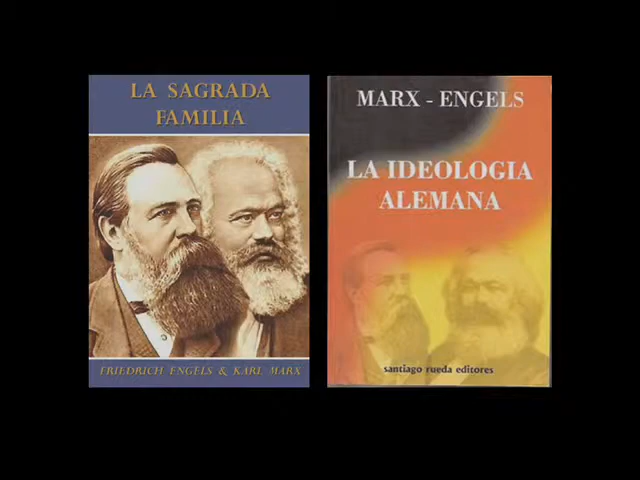 LA SAGRADA
FAMILIA
FRIEDRICH ENGELS & KARL MARX
MARX - ENGELS
LA IDEOLOGIA
ALEMANA
santiago rueda editores